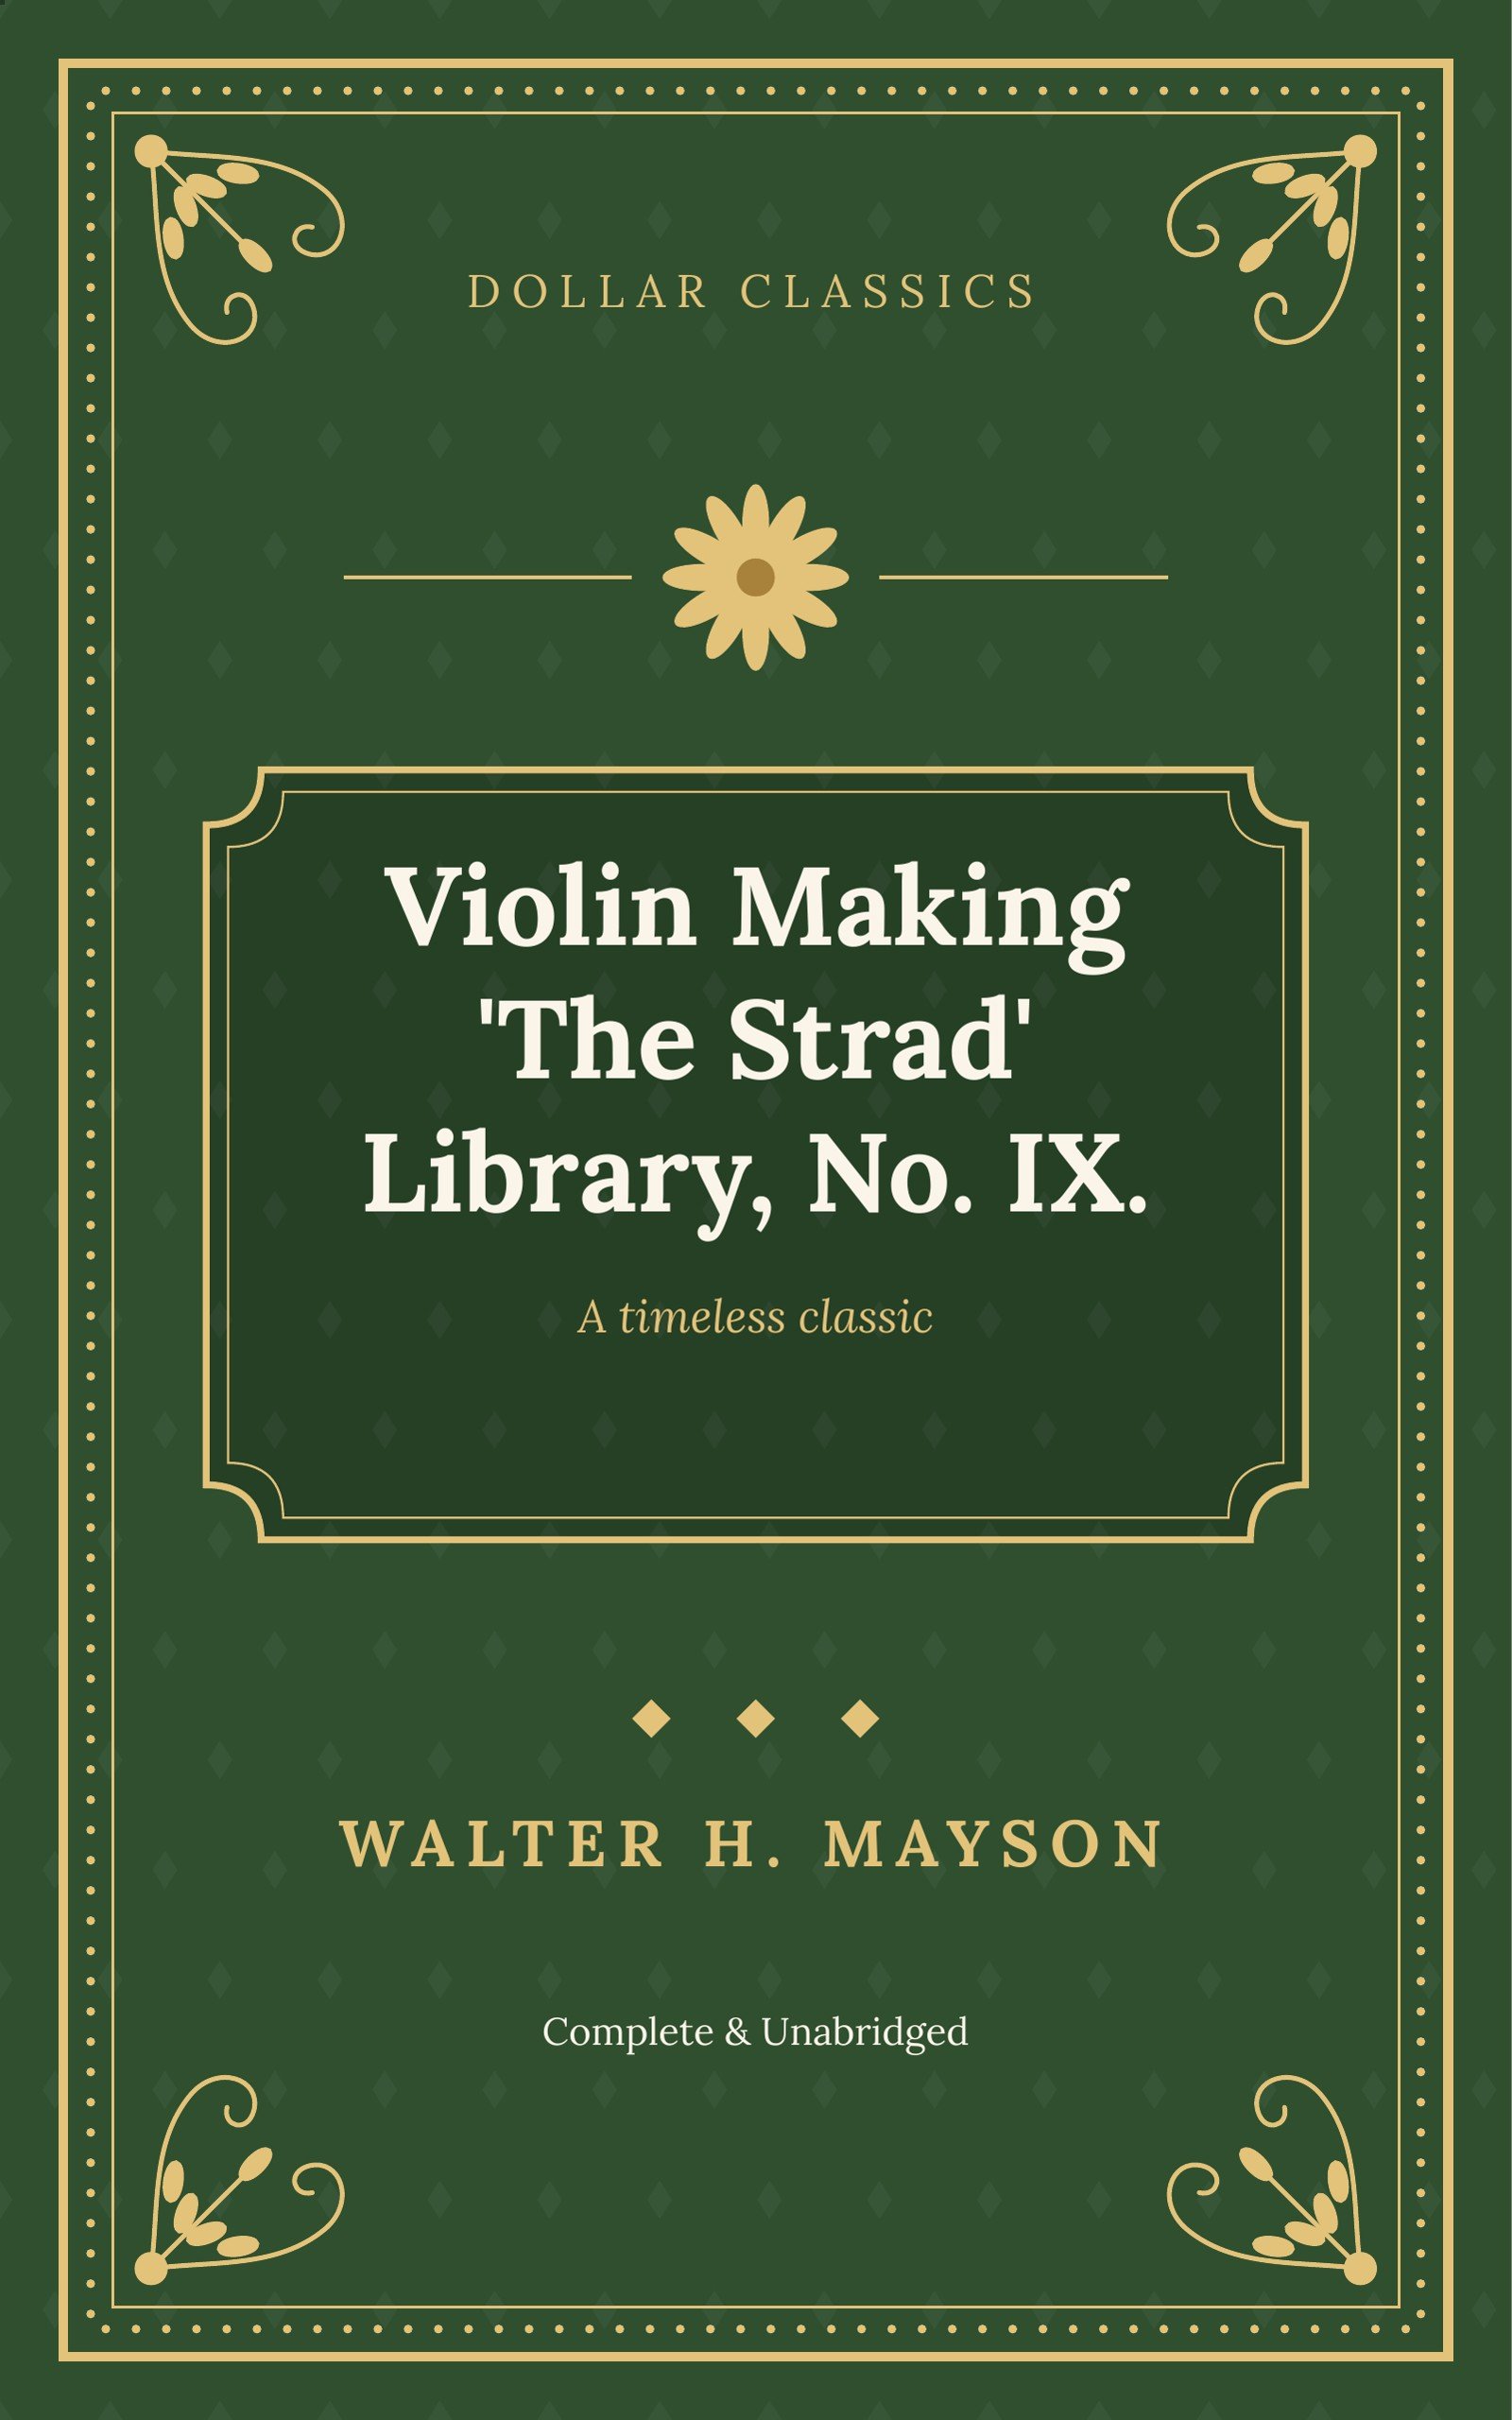 DOLLAR CLASSICS
Violin Making
'The Strad'
Library, No. IX.
A timeless classic
WALTER H. MAYSON
Complete & Unabridged